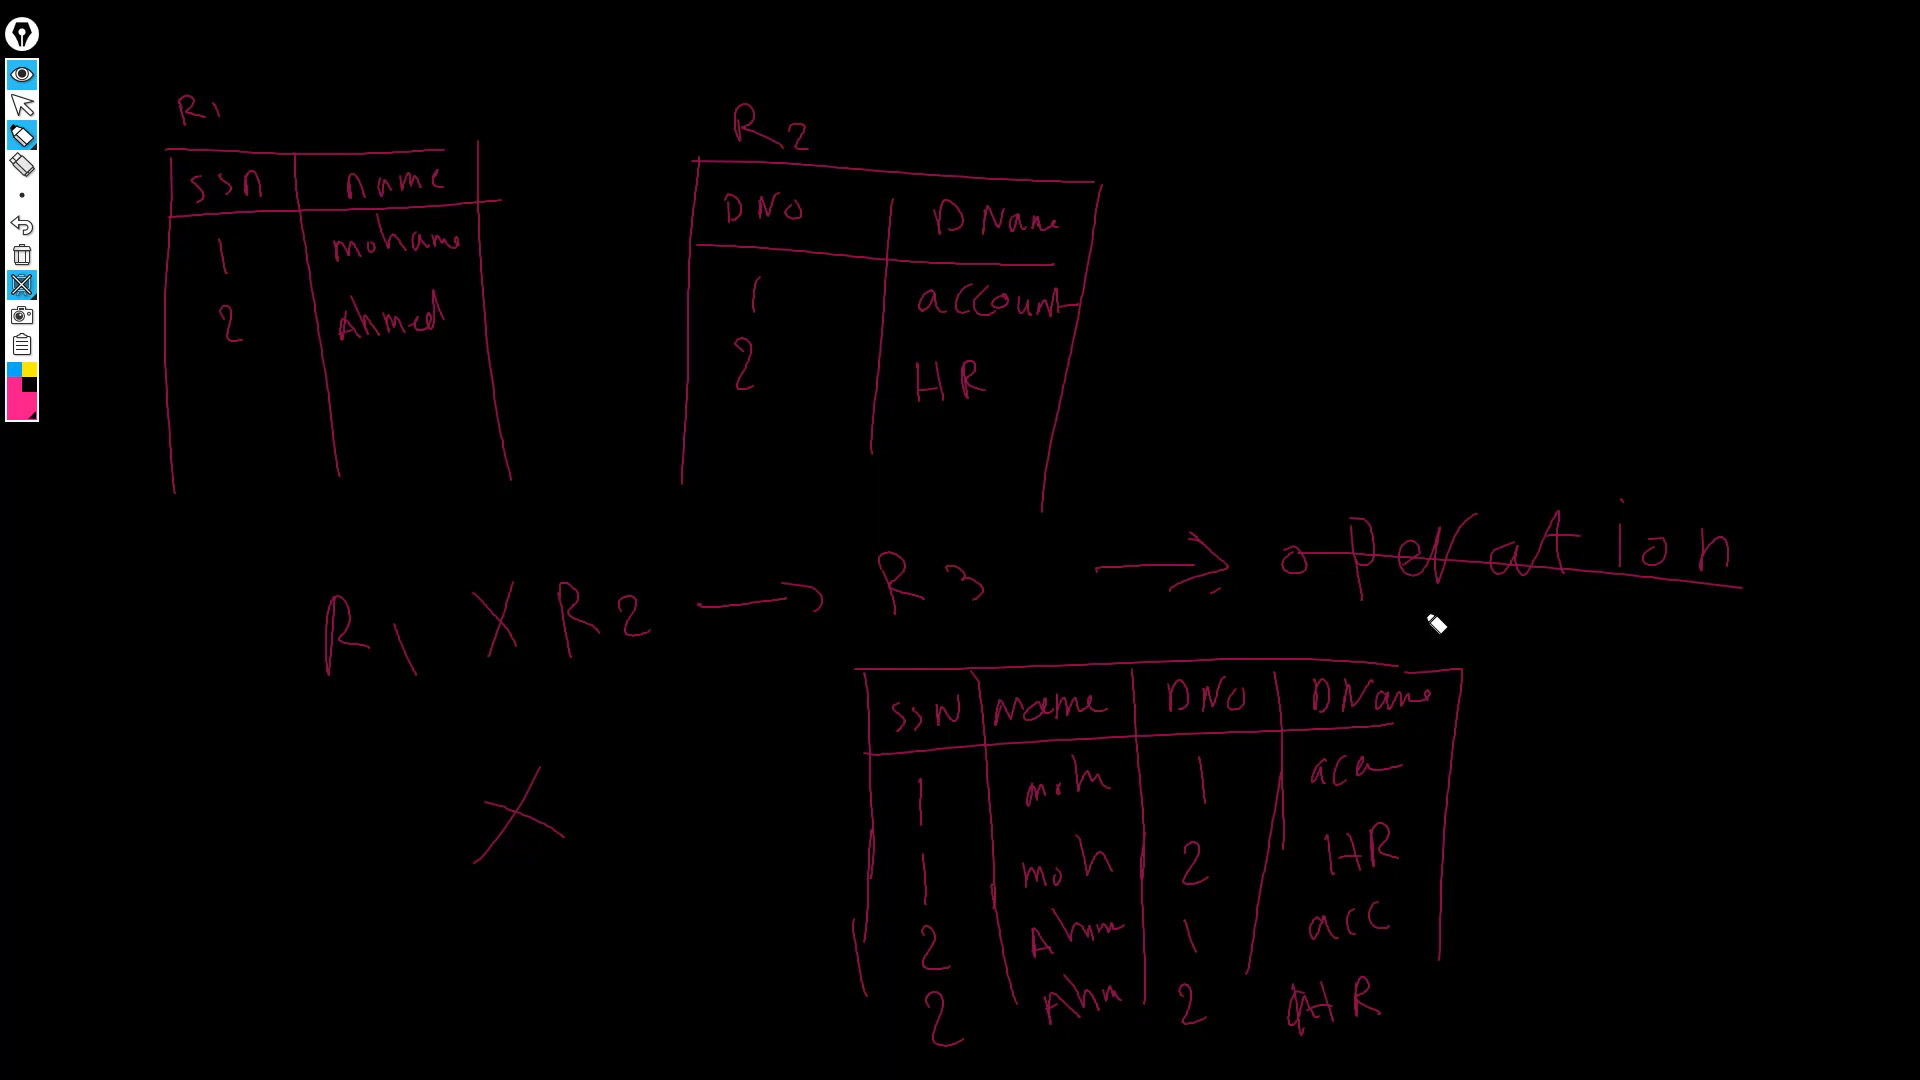 R1
SSN name
1 mohame
2 Ahmed
R2
DNO DName
1 account
2 HR
R1 X R2 → R3 → operation
X
SSN Name DNO DName
1 moh 1 acc
1 moh 2 HR
2 Ahm 1 acc
2 Ahm 2 HR